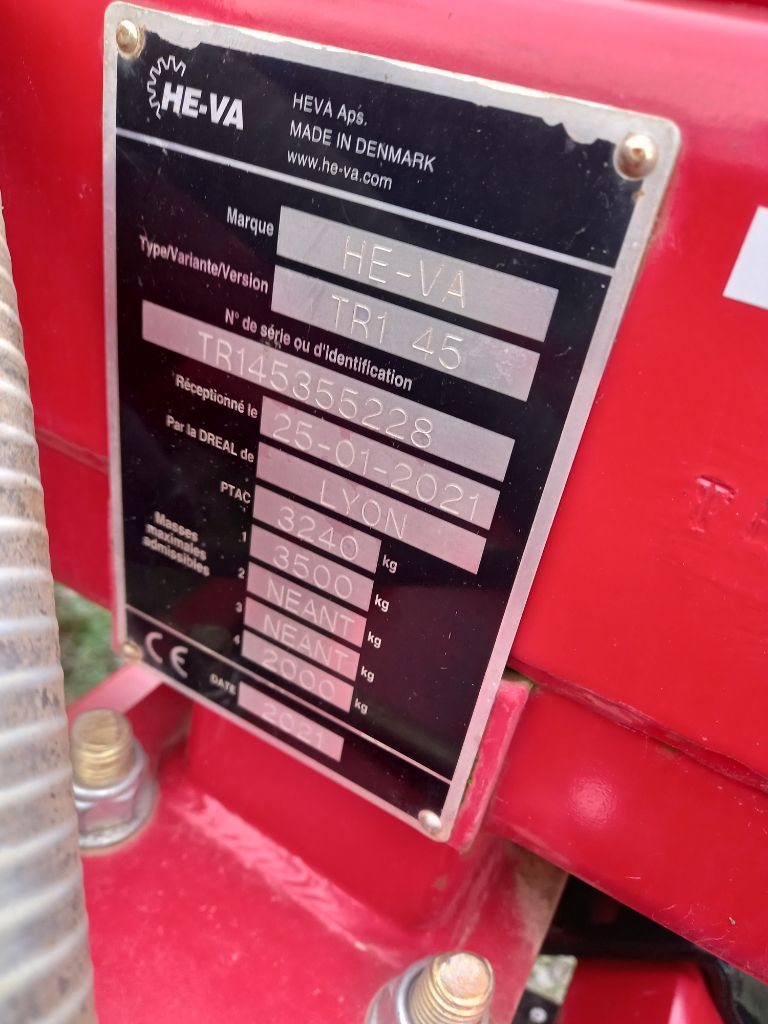 HE-VA
HEVA Aps.
MADE IN DENMARK
www.he-va.com
Marque HE-VA
Type/Variante/Version TR1 45
N° de série ou d'identification
TR145355228
Réceptionné le 25-01-2021
Par la DREAL de LYON
PTAC 3240 kg
Masses maximales admissibles
1 3500 kg
2 NEANT kg
3 NEANT kg
4 2000 kg
CE DATE 2021